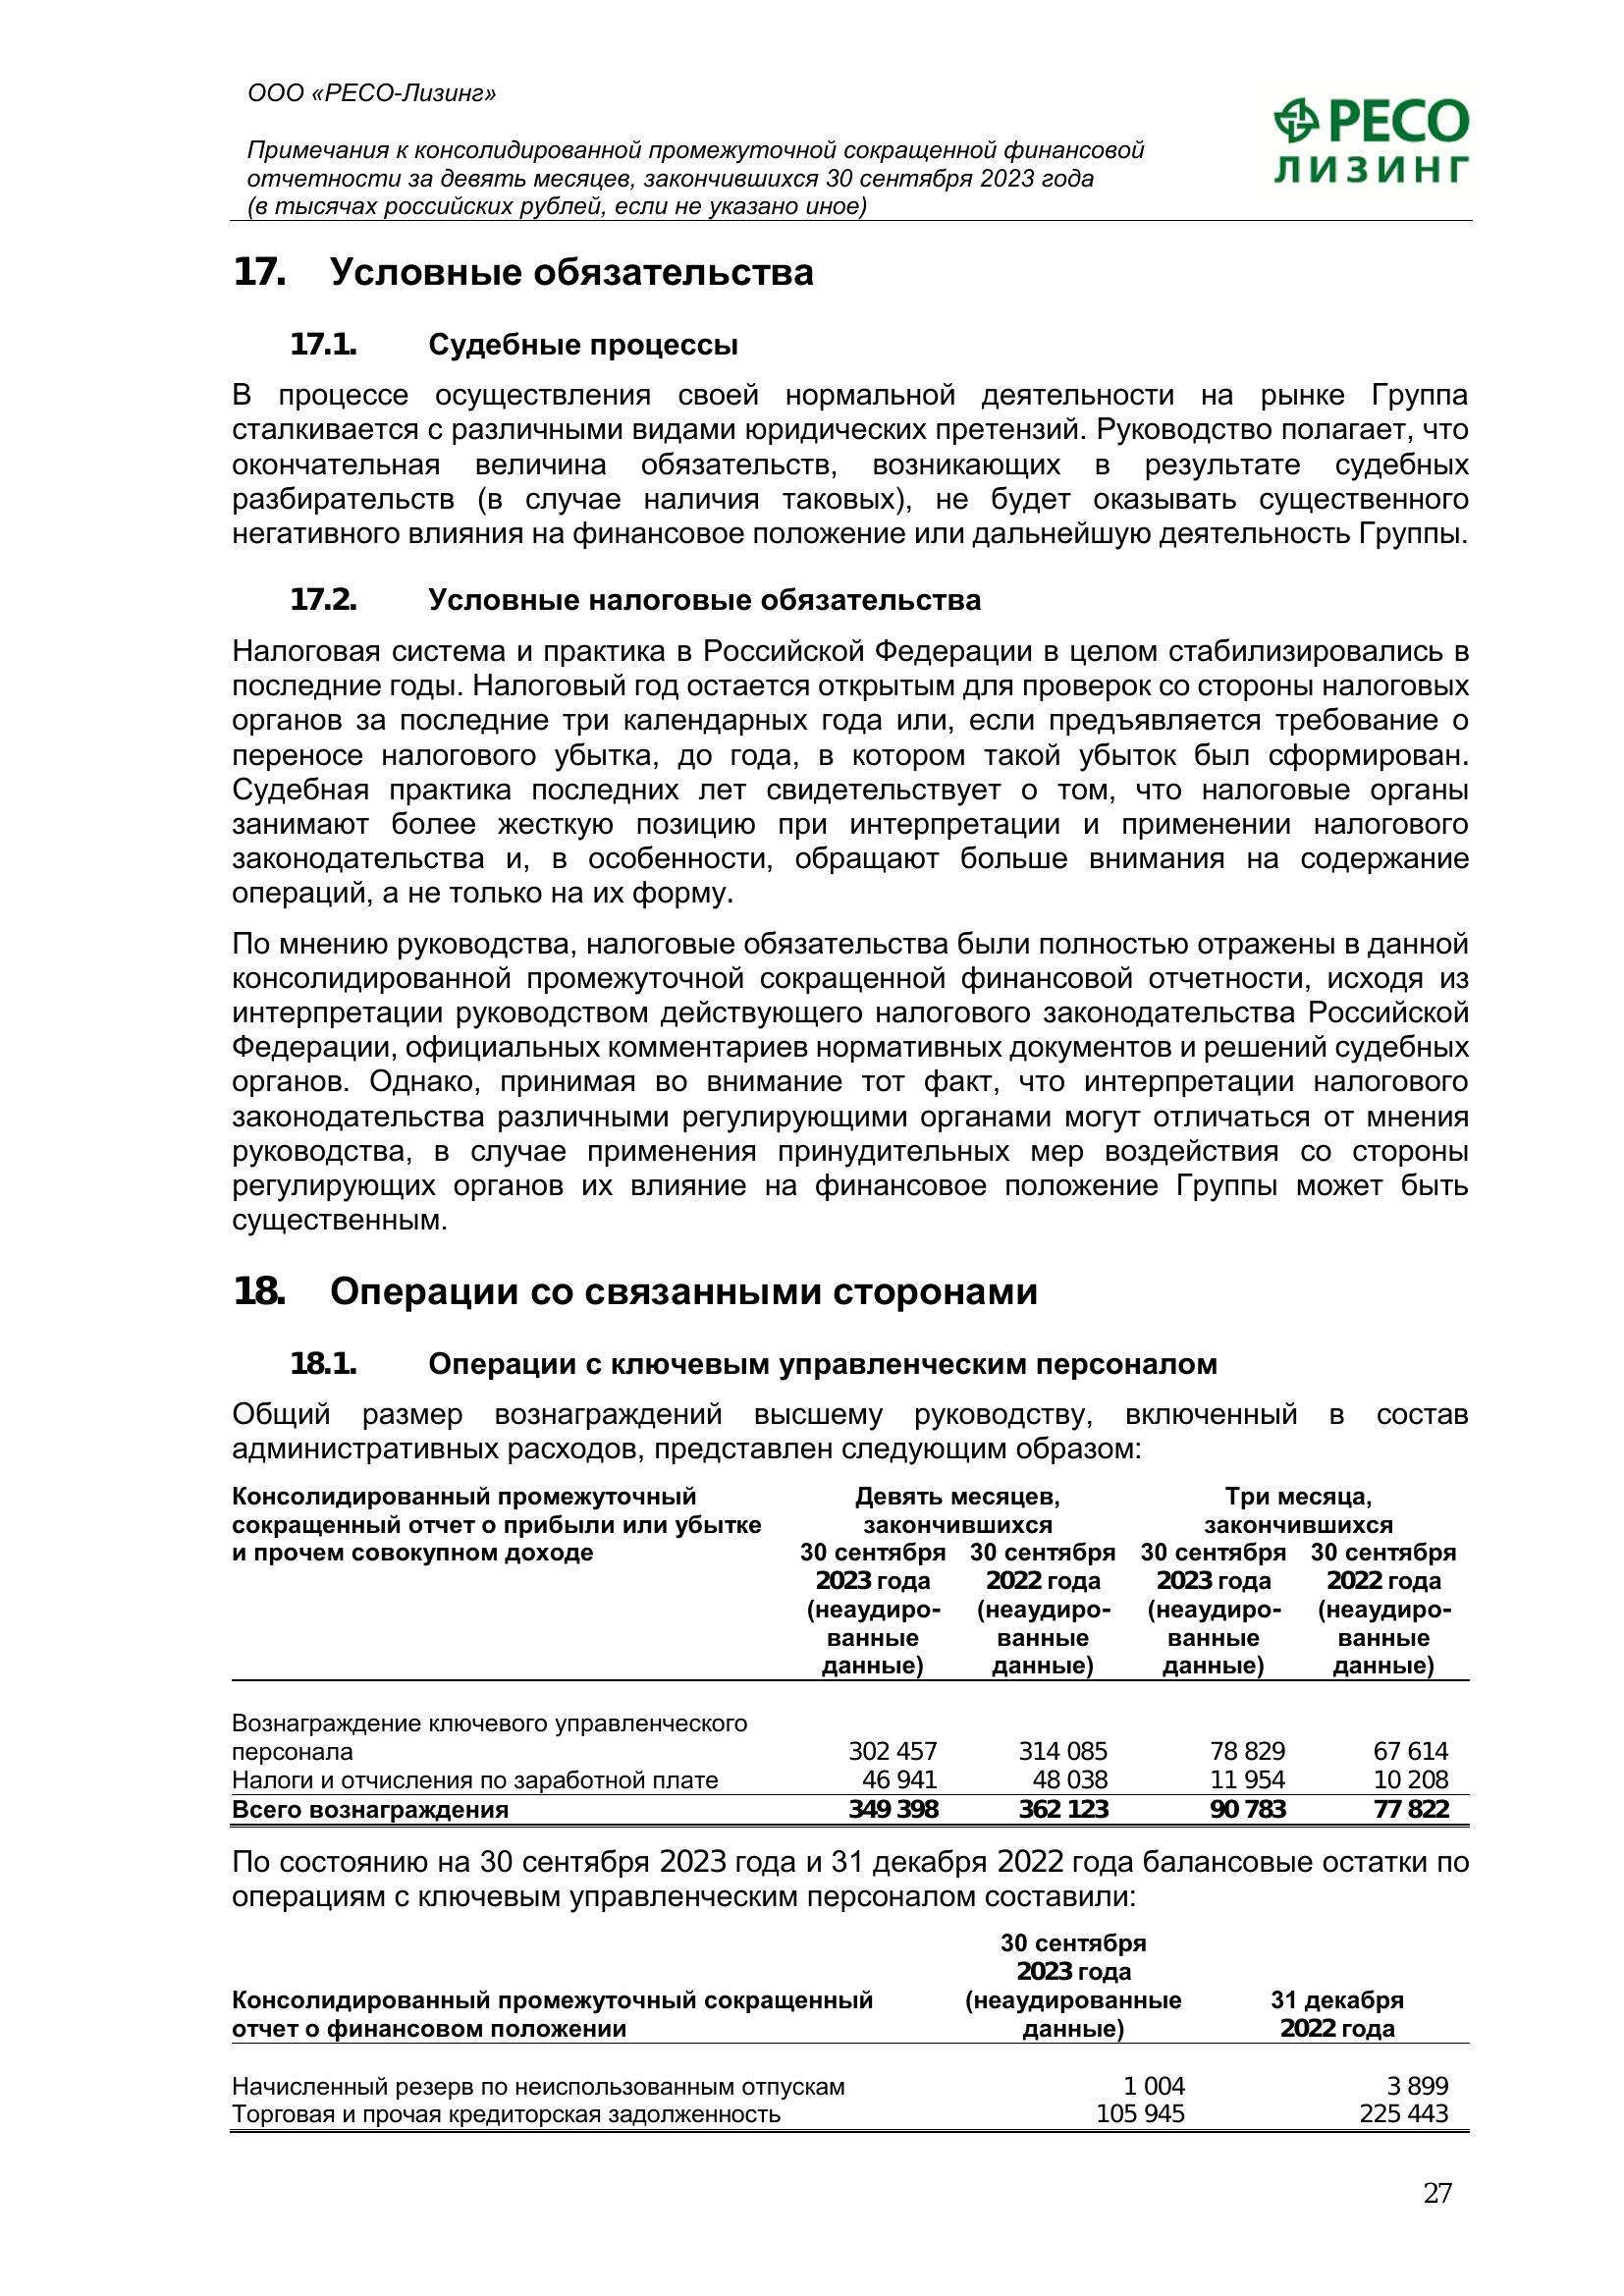 ООО «РЕСО-Лизинг»
РЕСО
ЛИЗИНГ
Примечания к консолидированной промежуточной сокращенной финансовой
отчетности за девять месяцев, закончившихся 30 сентября 2023 года
(в тысячах российских рублей, если не указано иное)
17. Условные обязательства
17.1. Судебные процессы
В процессе осуществления своей нормальной деятельности на рынке Группа
сталкивается с различными видами юридических претензий. Руководство полагает, что
окончательная величина обязательств, возникающих в результате судебных
разбирательств (в случае наличия таковых), не будет оказывать существенного
негативного влияния на финансовое положение или дальнейшую деятельность Группы.
17.2. Условные налоговые обязательства
Налоговая система и практика в Российской Федерации в целом стабилизировались в
последние годы. Налоговый год остается открытым для проверок со стороны налоговых
органов за последние три календарных года или, если предъявляется требование о
переносе налогового убытка, до года, в котором такой убыток был сформирован.
Судебная практика последних лет свидетельствует о том, что налоговые органы
занимают более жесткую позицию при интерпретации и применении налогового
законодательства и, в особенности, обращают больше внимания на содержание
операций, а не только на их форму.
По мнению руководства, налоговые обязательства были полностью отражены в данной
консолидированной промежуточной сокращенной финансовой отчетности, исходя из
интерпретации руководством действующего налогового законодательства Российской
Федерации, официальных комментариев нормативных документов и решений судебных
органов. Однако, принимая во внимание тот факт, что интерпретации налогового
законодательства различными регулирующими органами могут отличаться от мнения
руководства, в случае применения принудительных мер воздействия со стороны
регулирующих органов их влияние на финансовое положение Группы может быть
существенным.
18. Операции со связанными сторонами
18.1. Операции с ключевым управленческим персоналом
Общий размер вознаграждений высшему руководству, включенный в состав
административных расходов, представлен следующим образом:
Консолидированный промежуточный Девять месяцев, Три месяца,
сокращенный отчет о прибыли или убытке закончившихся закончившихся
и прочем совокупном доходе 30 сентября 30 сентября 30 сентября 30 сентября
2023 года 2022 года 2023 года 2022 года
(неаудиро- (неаудиро- (неаудиро- (неаудиро-
ванные ванные ванные ванные
данные) данные) данные) данные)
Вознаграждение ключевого управленческого
персонала 302 457 314 085 78 829 67 614
Налоги и отчисления по заработной плате 46 941 48 038 11 954 10 208
Всего вознаграждения 349 398 362 123 90 783 77 822
По состоянию на 30 сентября 2023 года и 31 декабря 2022 года балансовые остатки по
операциям с ключевым управленческим персоналом составили:
30 сентября
2023 года
Консолидированный промежуточный сокращенный (неаудированные 31 декабря
отчет о финансовом положении данные) 2022 года
Начисленный резерв по неиспользованным отпускам 1 004 3 899
Торговая и прочая кредиторская задолженность 105 945 225 443
27